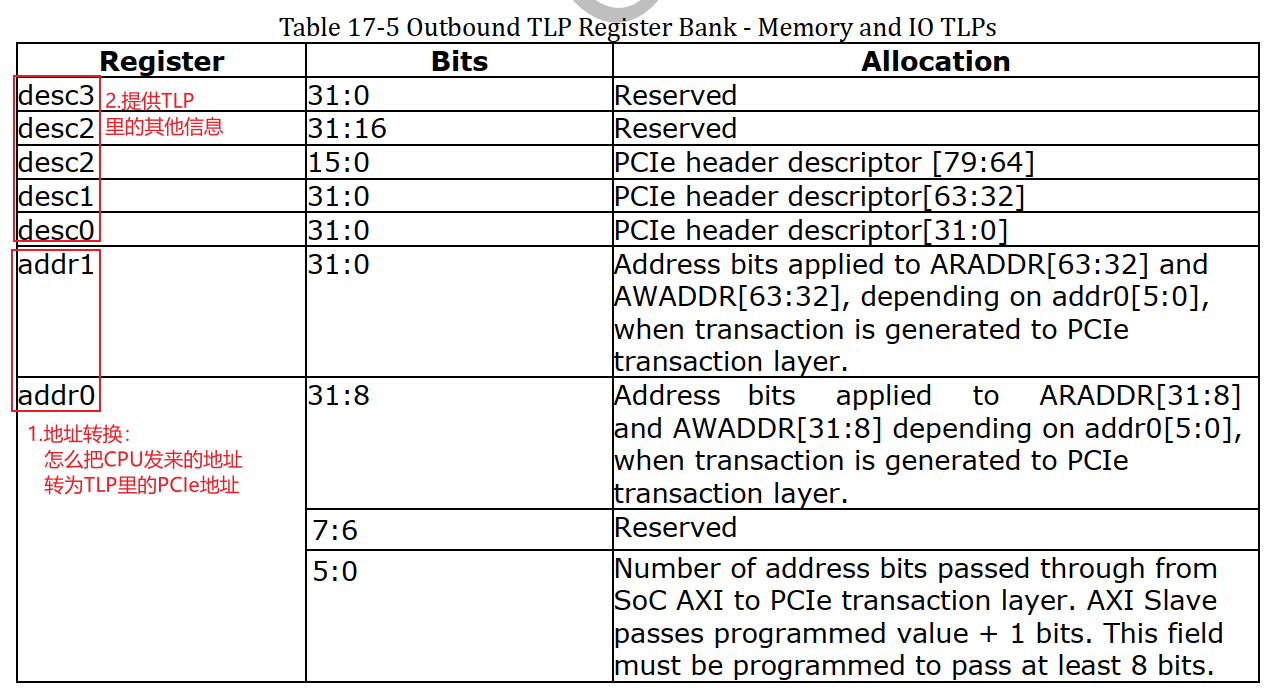 Table 17-5 Outbound TLP Register Bank - Memory and IO TLPs
Register Bits Allocation
desc3 31:0 Reserved
2.提供TLP
里的其他信息
desc2 31:16 Reserved
desc2 15:0 PCIe header descriptor [79:64]
desc1 31:0 PCIe header descriptor[63:32]
desc0 31:0 PCIe header descriptor[31:0]
addr1 31:0 Address bits applied to ARADDR[63:32] and
AWADDR[63:32], depending on addr0[5:0],
when transaction is generated to PCIe
transaction layer.
addr0 31:8 Address bits applied to ARADDR[31:8]
and AWADDR[31:8] depending on addr0[5:0],
when transaction is generated to PCIe
transaction layer.
1.地址转换:
怎么把CPU发来的地址
转为TLP里的PCIe地址
7:6 Reserved
5:0 Number of address bits passed through from
SoC AXI to PCIe transaction layer. AXI Slave
passes programmed value + 1 bits. This field
must be programmed to pass at least 8 bits.